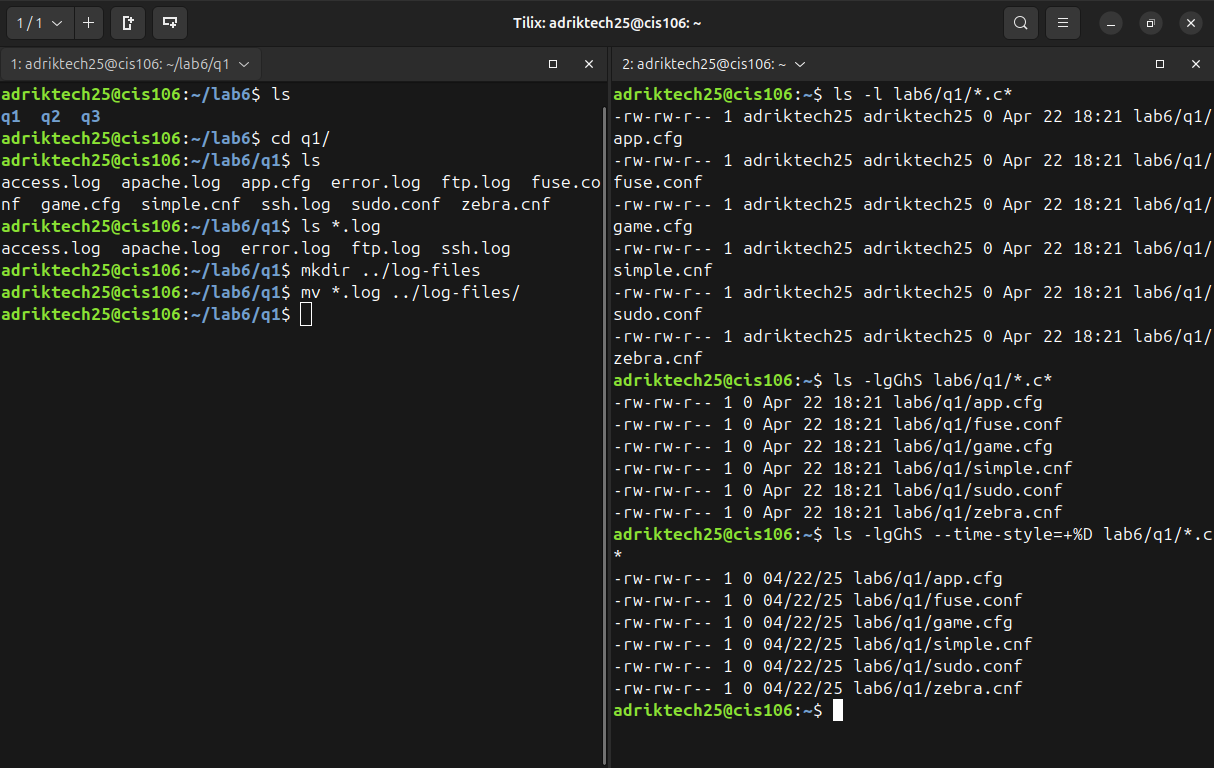 1 / 1
Tilix: adriktech25@cis106: ~
1: adriktech25@cis106: ~/lab6/q1
adriktech25@cis106:~/lab6$ ls
q1  q2  q3
adriktech25@cis106:~/lab6$ cd q1/
adriktech25@cis106:~/lab6/q1$ ls
access.log  apache.log  app.cfg  error.log  ftp.log  fuse.co
nf  game.cfg  simple.cnf  ssh.log  sudo.conf  zebra.cnf
adriktech25@cis106:~/lab6/q1$ ls *.log
access.log  apache.log  error.log  ftp.log  ssh.log
adriktech25@cis106:~/lab6/q1$ mkdir ../log-files
adriktech25@cis106:~/lab6/q1$ mv *.log ../log-files/
adriktech25@cis106:~/lab6/q1$
2: adriktech25@cis106: ~
adriktech25@cis106:~$ ls -l lab6/q1/*.c*
-rw-rw-r-- 1 adriktech25 adriktech25 0 Apr 22 18:21 lab6/q1/
app.cfg
-rw-rw-r-- 1 adriktech25 adriktech25 0 Apr 22 18:21 lab6/q1/
fuse.conf
-rw-rw-r-- 1 adriktech25 adriktech25 0 Apr 22 18:21 lab6/q1/
game.cfg
-rw-rw-r-- 1 adriktech25 adriktech25 0 Apr 22 18:21 lab6/q1/
simple.cnf
-rw-rw-r-- 1 adriktech25 adriktech25 0 Apr 22 18:21 lab6/q1/
sudo.conf
-rw-rw-r-- 1 adriktech25 adriktech25 0 Apr 22 18:21 lab6/q1/
zebra.cnf
adriktech25@cis106:~$ ls -lgGhS lab6/q1/*.c*
-rw-rw-r-- 1 0 Apr 22 18:21 lab6/q1/app.cfg
-rw-rw-r-- 1 0 Apr 22 18:21 lab6/q1/fuse.conf
-rw-rw-r-- 1 0 Apr 22 18:21 lab6/q1/game.cfg
-rw-rw-r-- 1 0 Apr 22 18:21 lab6/q1/simple.cnf
-rw-rw-r-- 1 0 Apr 22 18:21 lab6/q1/sudo.conf
-rw-rw-r-- 1 0 Apr 22 18:21 lab6/q1/zebra.cnf
adriktech25@cis106:~$ ls -lgGhS --time-style=+%D lab6/q1/*.c
*
-rw-rw-r-- 1 0 04/22/25 lab6/q1/app.cfg
-rw-rw-r-- 1 0 04/22/25 lab6/q1/fuse.conf
-rw-rw-r-- 1 0 04/22/25 lab6/q1/game.cfg
-rw-rw-r-- 1 0 04/22/25 lab6/q1/simple.cnf
-rw-rw-r-- 1 0 04/22/25 lab6/q1/sudo.conf
-rw-rw-r-- 1 0 04/22/25 lab6/q1/zebra.cnf
adriktech25@cis106:~$